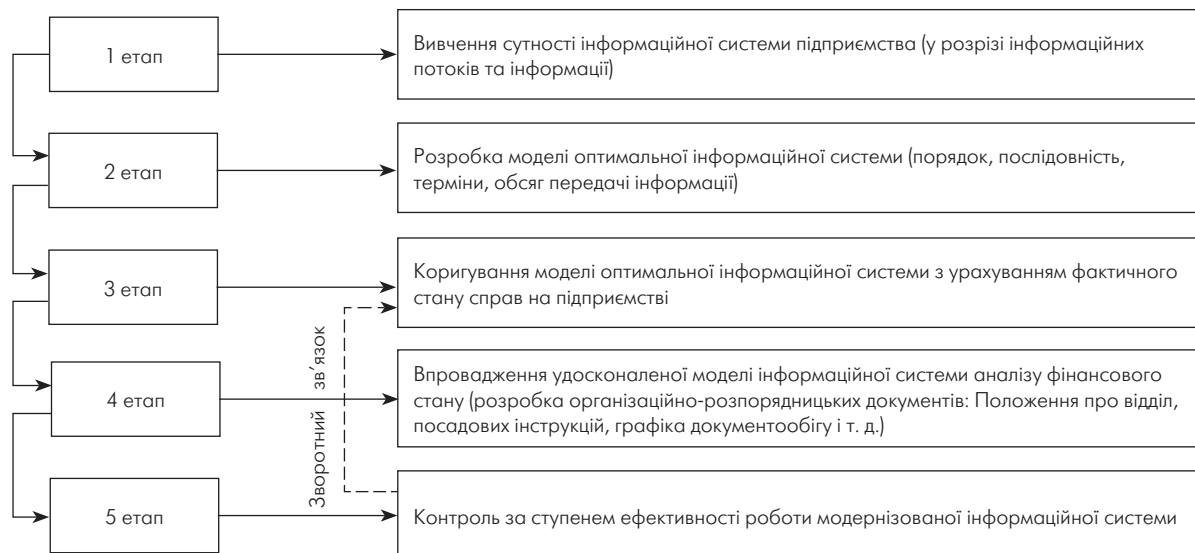 1 етап
Вивчення сутності інформаційної системи підприємства (у розрізі інформаційних
потоків та інформації)
2 етап
Розробка моделі оптимальної інформаційної системи (порядок, послідовність,
терміни, обсяг передачі інформації)
3 етап
Коригування моделі оптимальної інформаційної системи з урахуванням фактичного
стану справ на підприємстві
Зворотний зв’язок
4 етап
Впровадження удосконаленої моделі інформаційної системи аналізу фінансового
стану (розробка організаційно-розпорядницьких документів: Положення про відділ,
посадових інструкцій, графіка документообігу і т. д.)
5 етап
Контроль за ступенем ефективності роботи модернізованої інформаційної системи